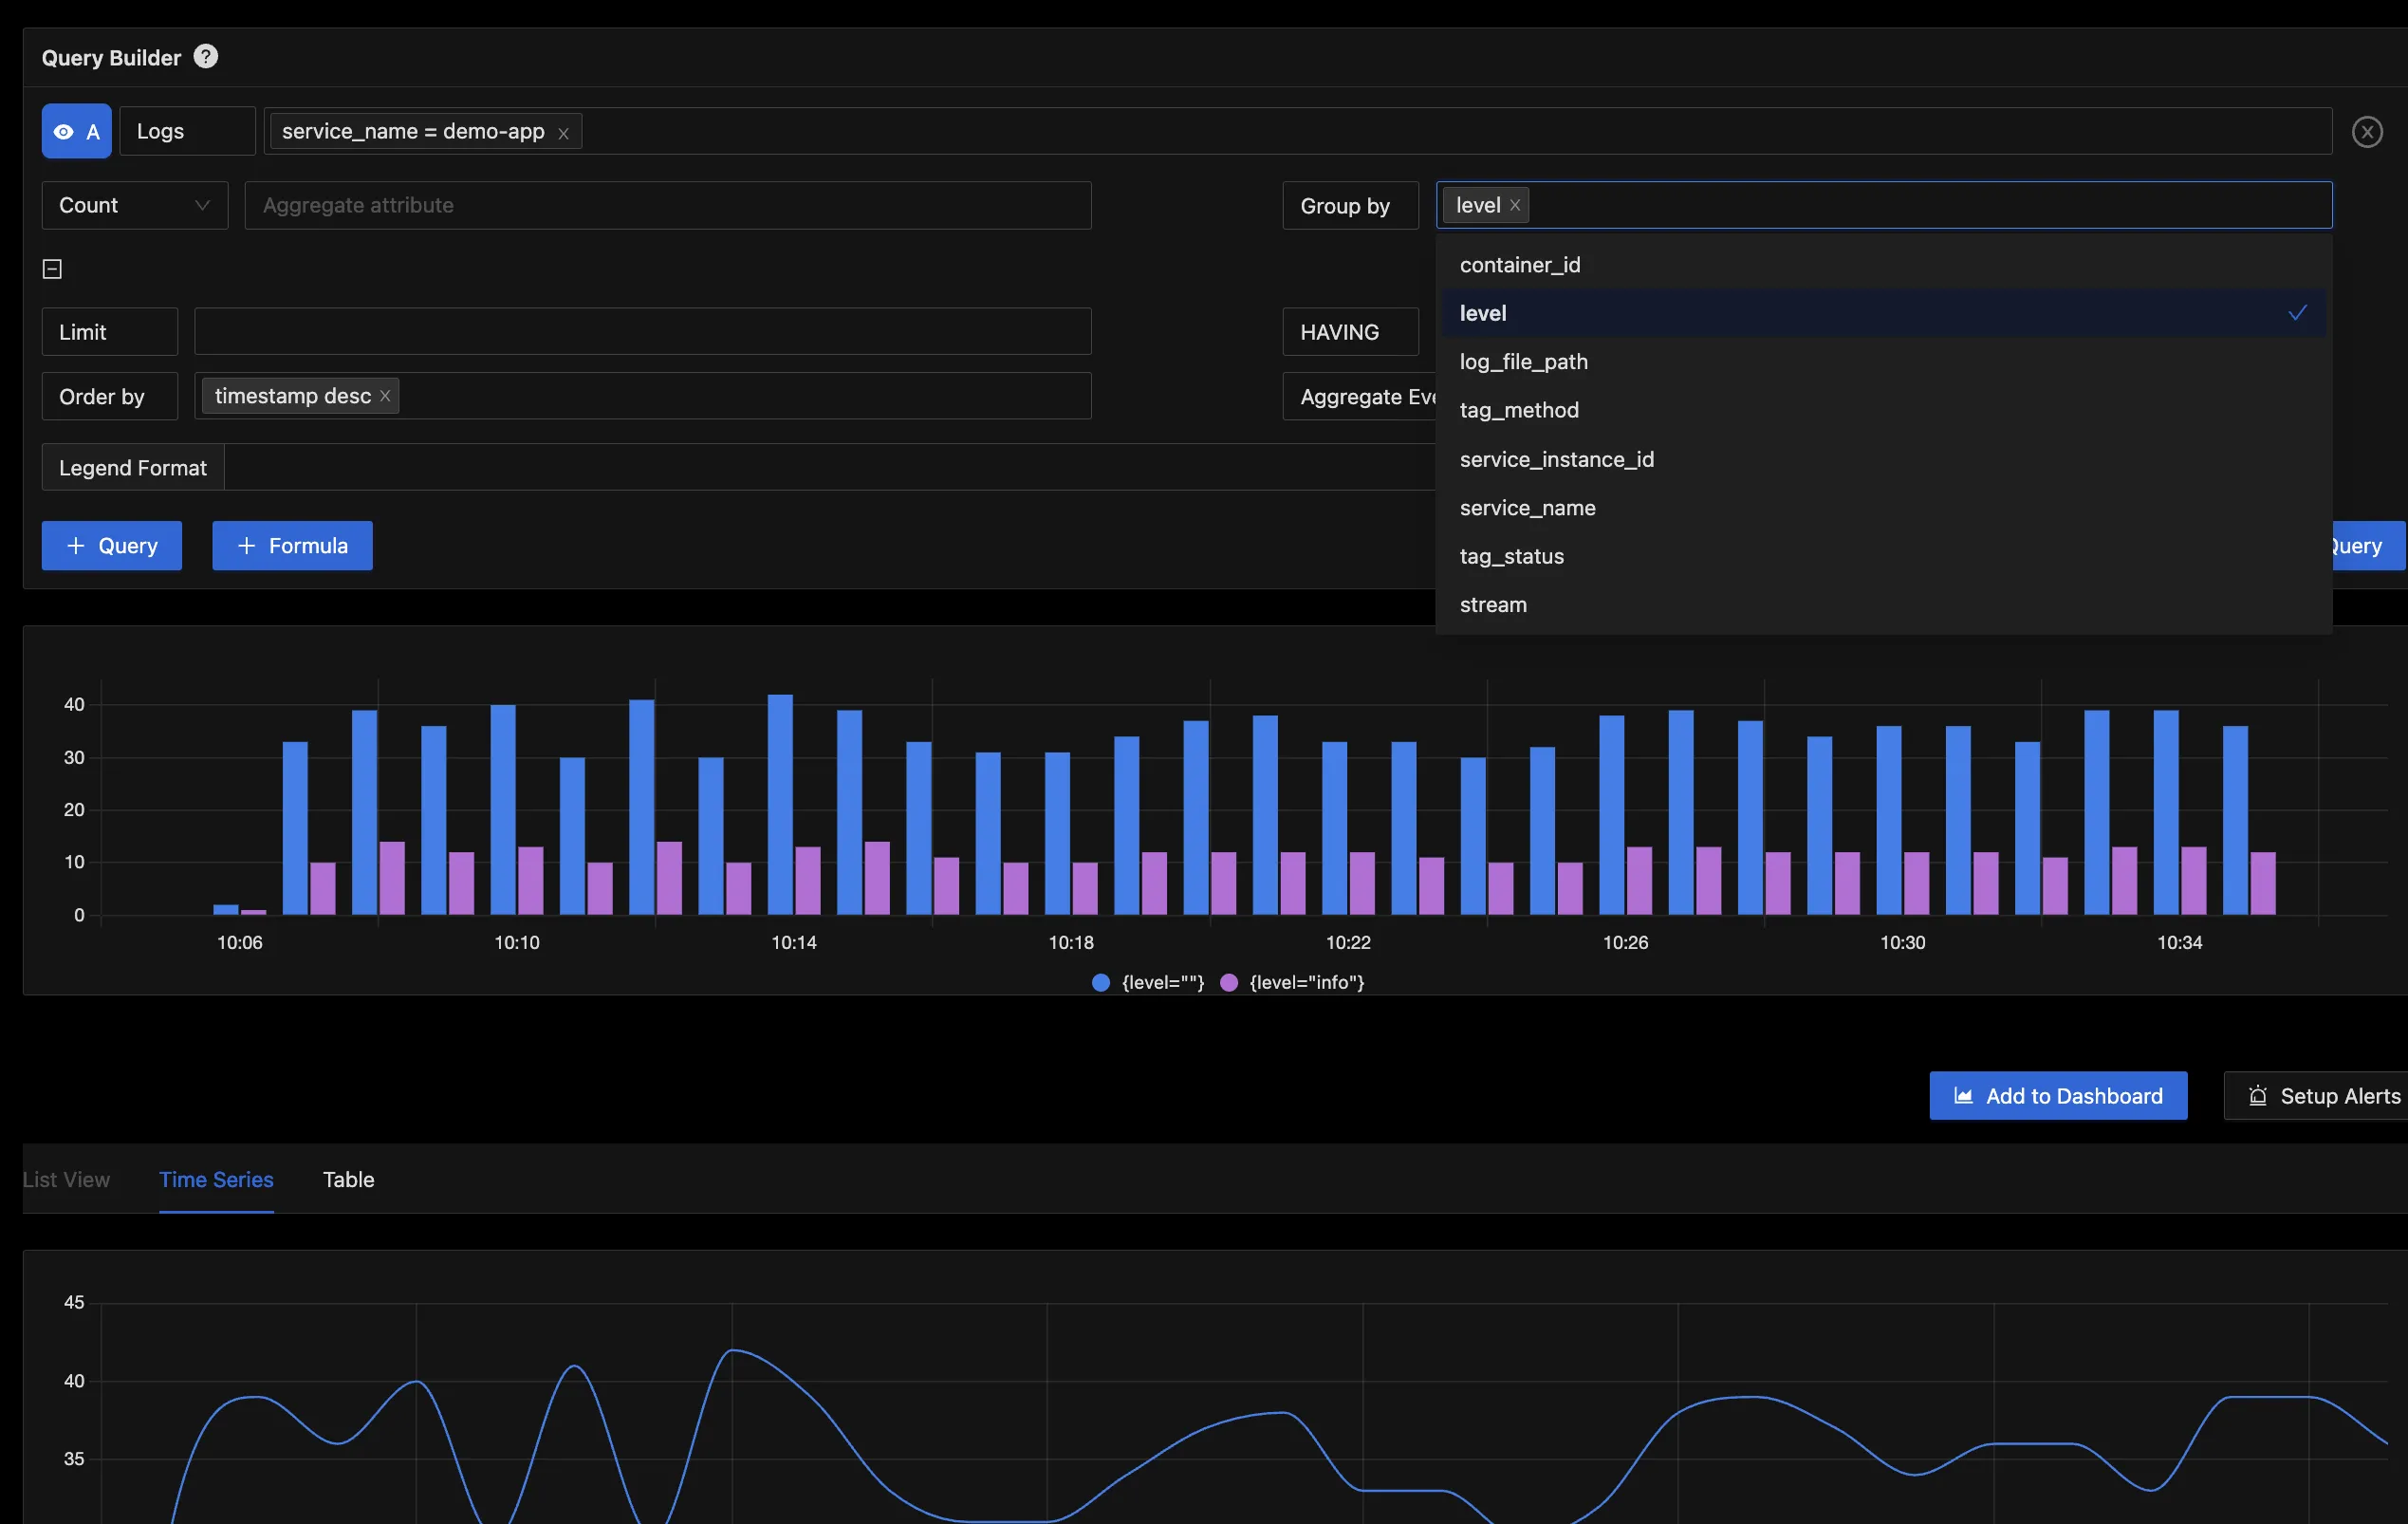 Query Builder ?
A Logs service_name = demo-app
Count Aggregate attribute Group by level
container_id
level
Limit HAVING
log_file_path
Order by timestamp desc Aggregate Eve
tag_method
Legend Format
service_instance_id
service_name
Query Formula Query
tag_status
stream
40
30
20
10
0
10:06 10:10 10:14 10:18 10:22 10:26 10:30 10:34
{level=""} {level="info"}
Add to Dashboard Setup Alerts
List View Time Series Table
45
40
35